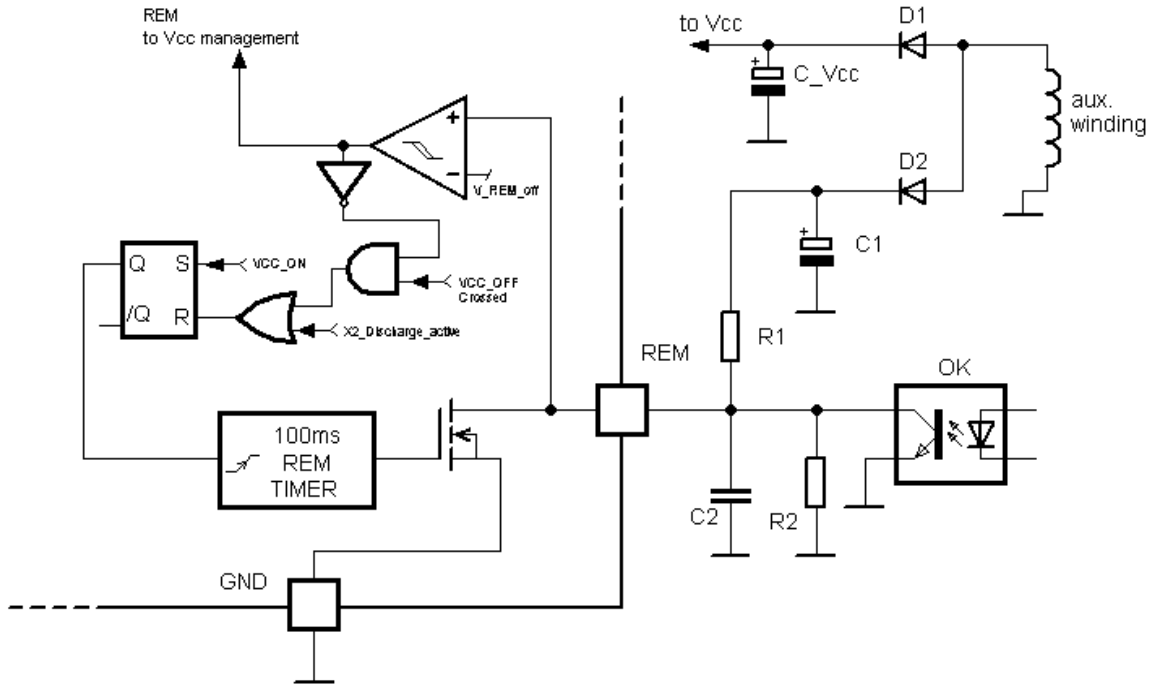 REM
to Vcc management
to Vcc
D1
+
C_Vcc
aux.
winding
+
-
V_REM_off
D2
+
C1
Q
S
VCC_ON
/Q
R
VCC_OFF
Crossed
X2_Discharge_active
R1
REM
OK
100ms
REM
TIMER
C2
R2
GND